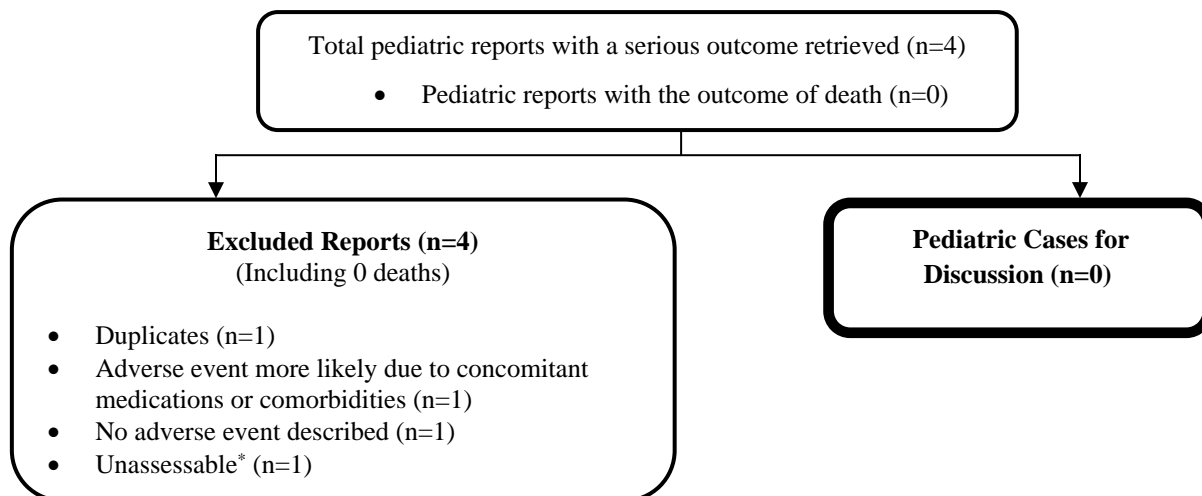 Total pediatric reports with a serious outcome retrieved (n=4)
• Pediatric reports with the outcome of death (n=0)
Excluded Reports (n=4)
(Including 0 deaths)
• Duplicates (n=1)
• Adverse event more likely due to concomitant
medications or comorbidities (n=1)
• No adverse event described (n=1)
• Unassessable* (n=1)
Pediatric Cases for
Discussion (n=0)